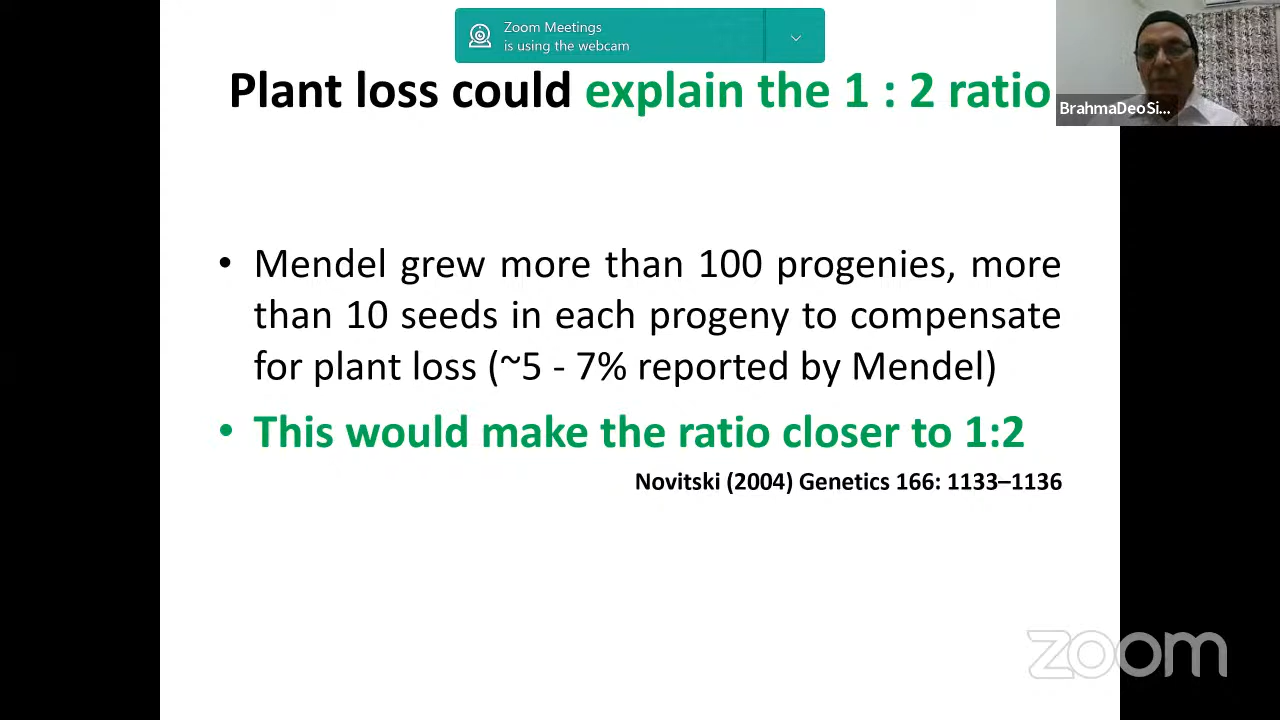 Zoom Meetings
is using the webcam
Plant loss could explain the 1 : 2 ratio
BrahmaDeoSi...
• Mendel grew more than 100 progenies, more
than 10 seeds in each progeny to compensate
for plant loss (~5 - 7% reported by Mendel)
• This would make the ratio closer to 1:2
Novitski (2004) Genetics 166: 1133–1136
zoom